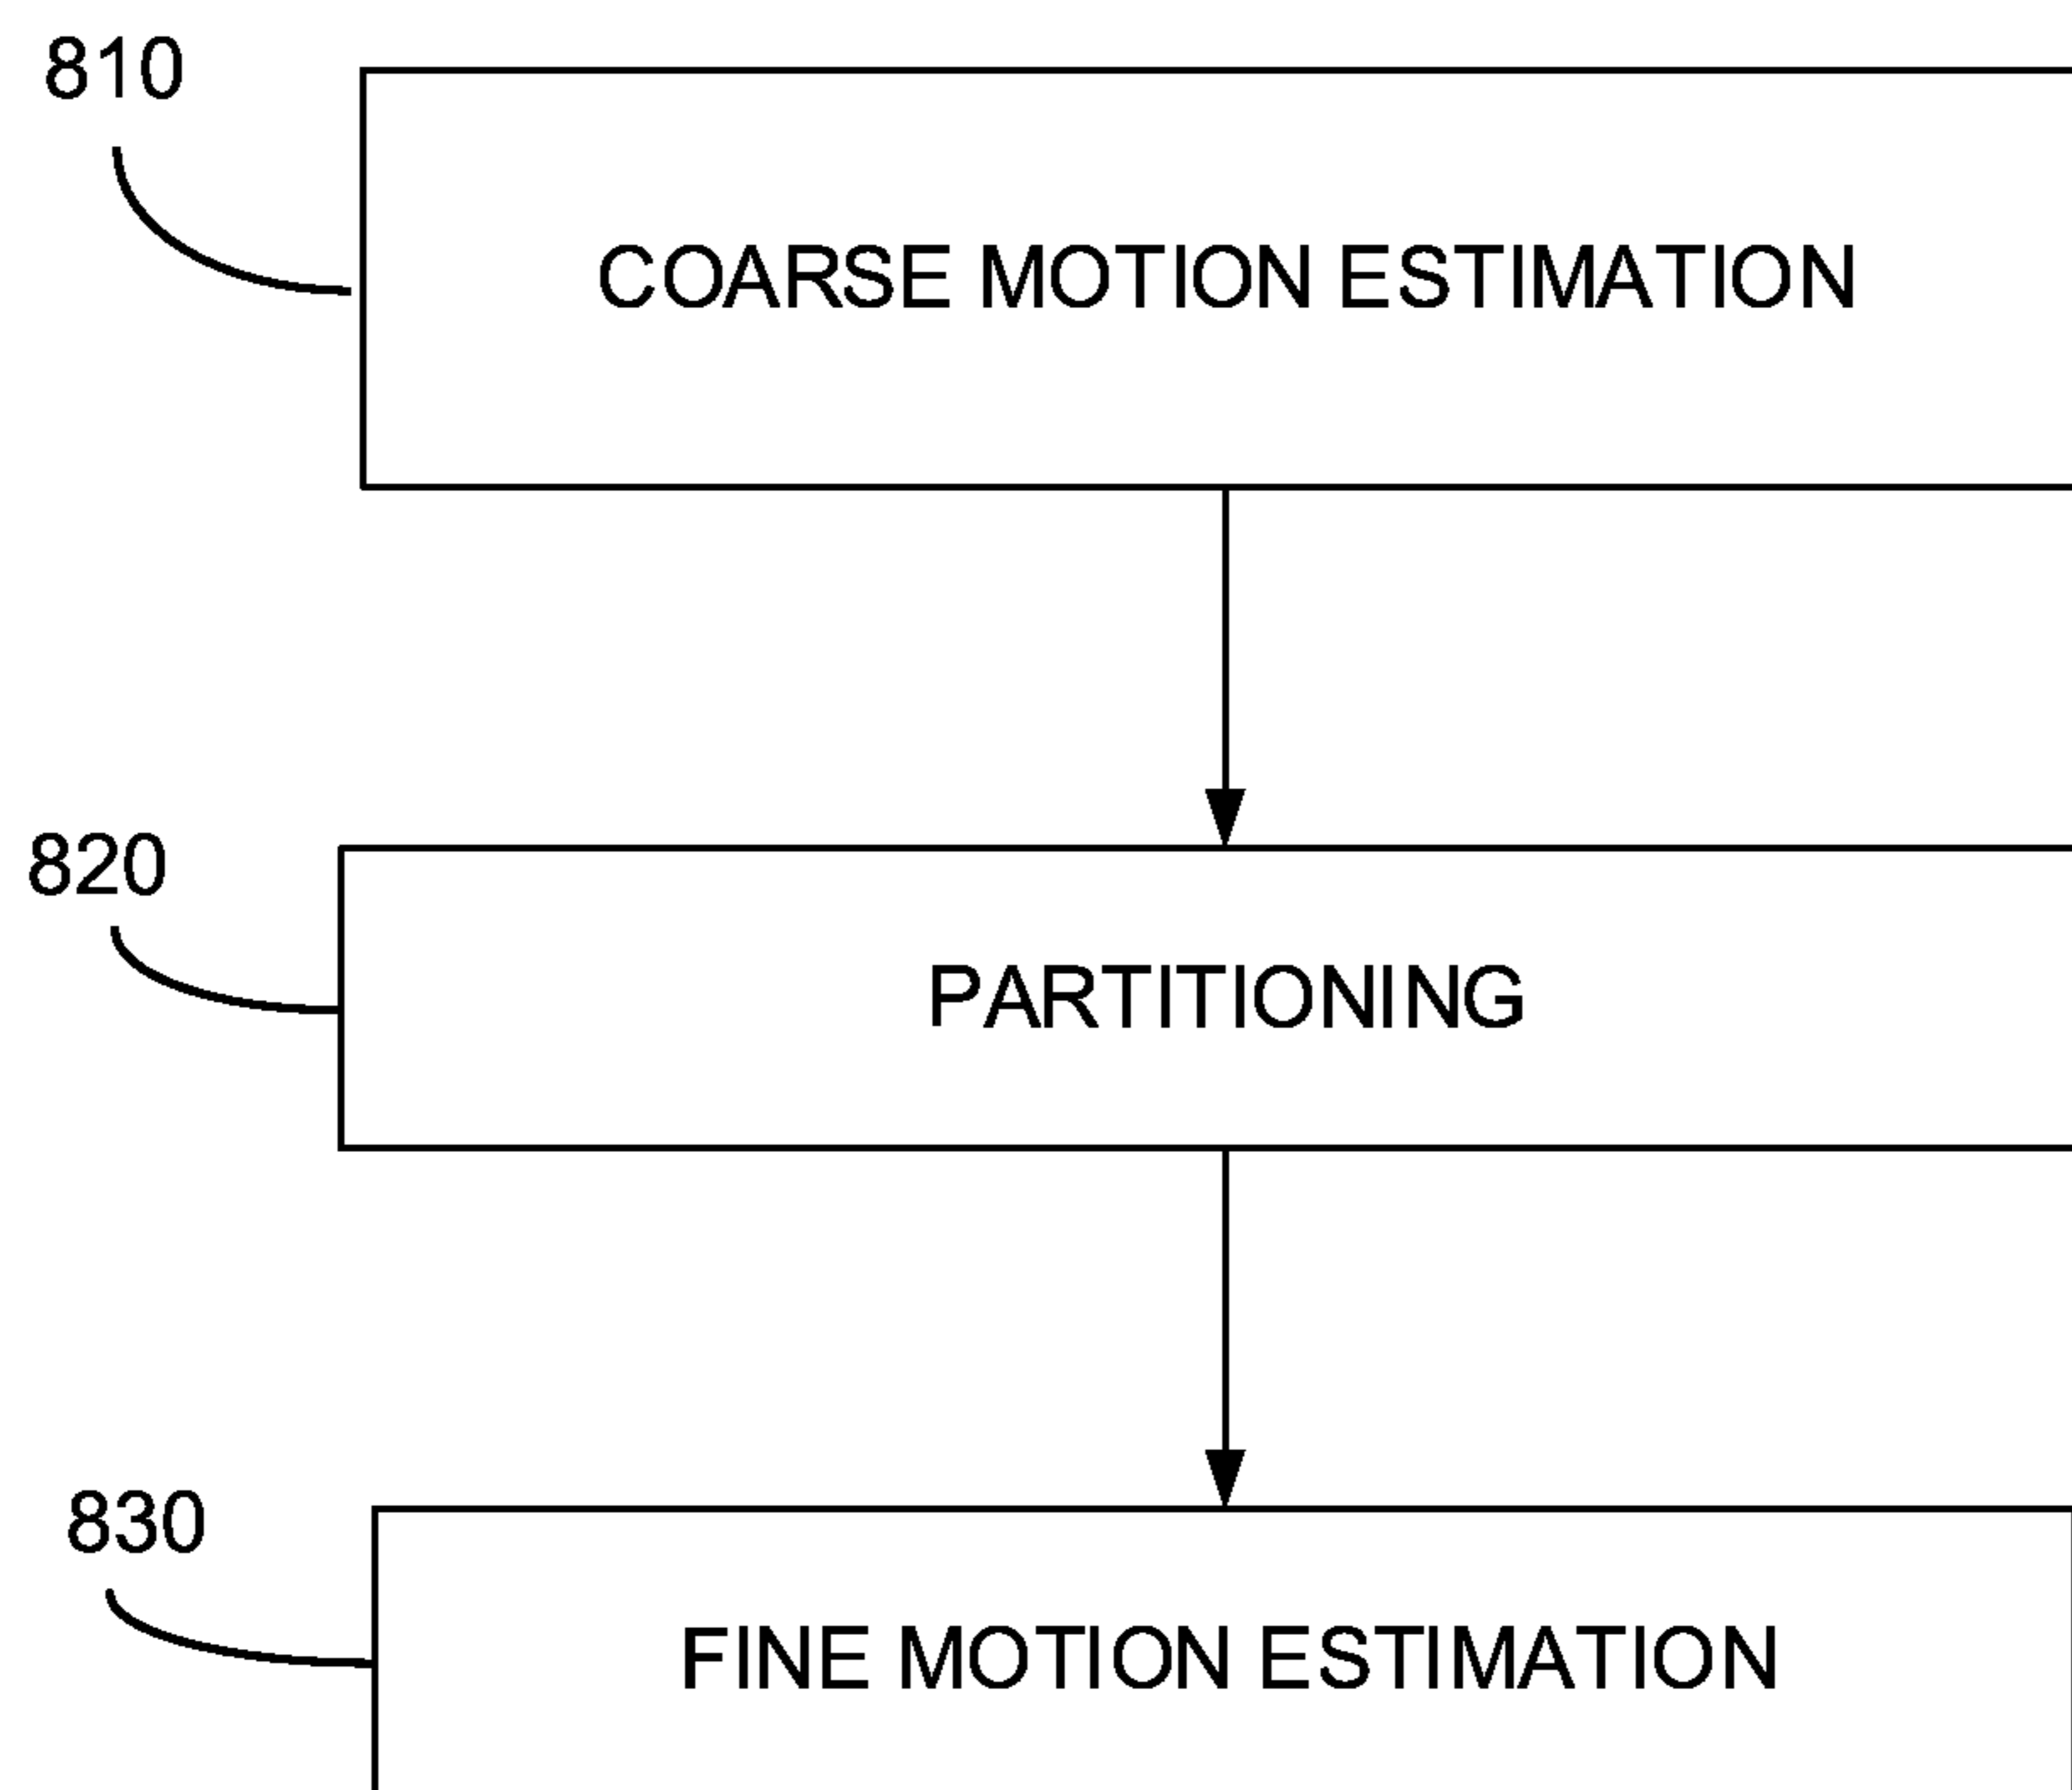 810
COARSE MOTION ESTIMATION
820
PARTITIONING
830
FINE MOTION ESTIMATION